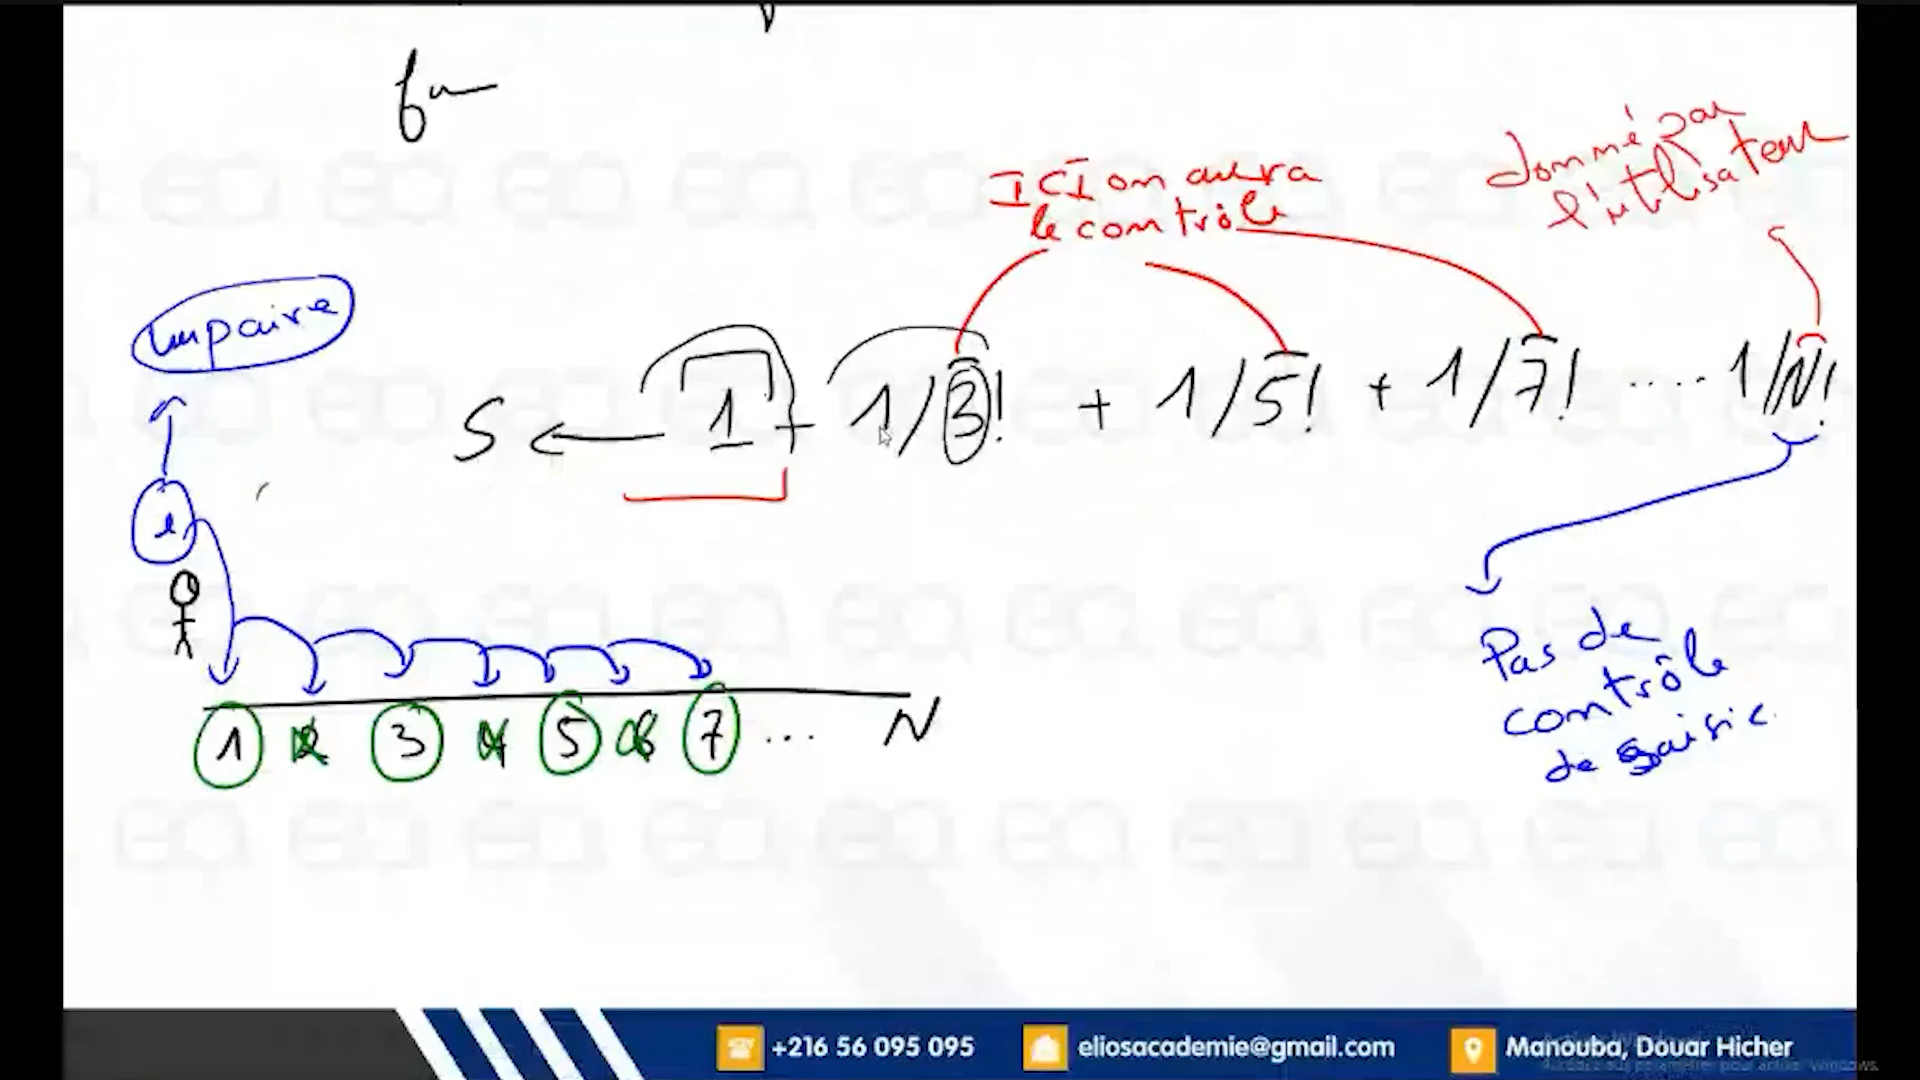 ICI on aura
le contrôle
donné par
l'utilisateur
Impaire
S ← 1 + 1/3! + 1/5! + 1/7! .... 1/N!
i
1 2 3 4 5 6 7 ... N
Pas de
contrôle
de saisie.
+216 56 095 095
eliosacademie@gmail.com
Manouba, Douar Hicher